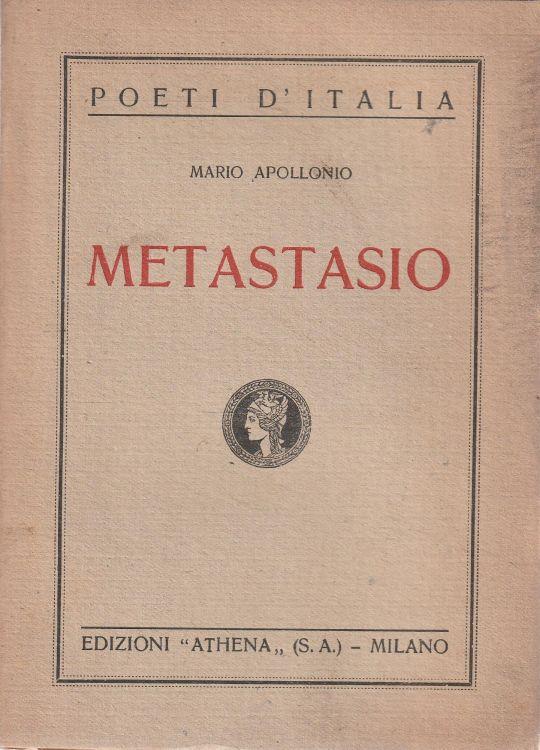 POETI D'ITALIA
MARIO APOLLONIO
METASTASIO
EDIZIONI "ATHENA„ (S.A.) – MILANO